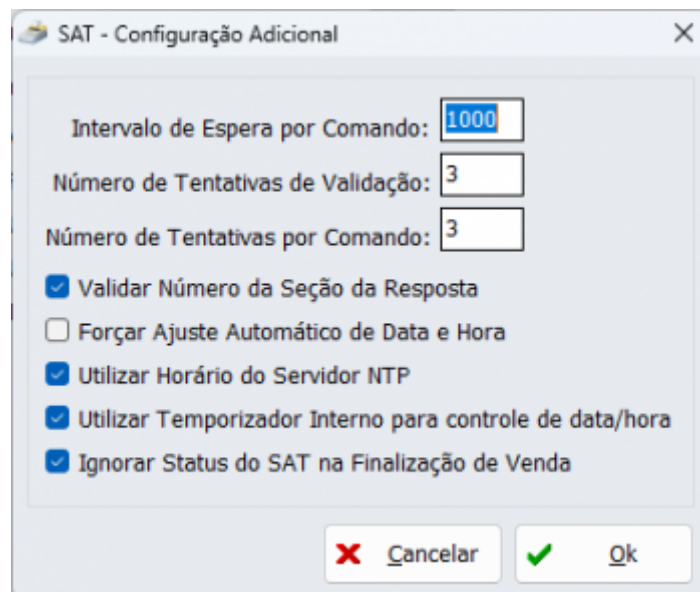 SAT - Configuração Adicional
Intervalo de Espera por Comando: 1000
Número de Tentativas de Validação: 3
Número de Tentativas por Comando: 3
Validar Número da Seção da Resposta
Forçar Ajuste Automático de Data e Hora
Utilizar Horário do Servidor NTP
Utilizar Temporizador Interno para controle de data/hora
Ignorar Status do SAT na Finalização de Venda
Cancelar Ok